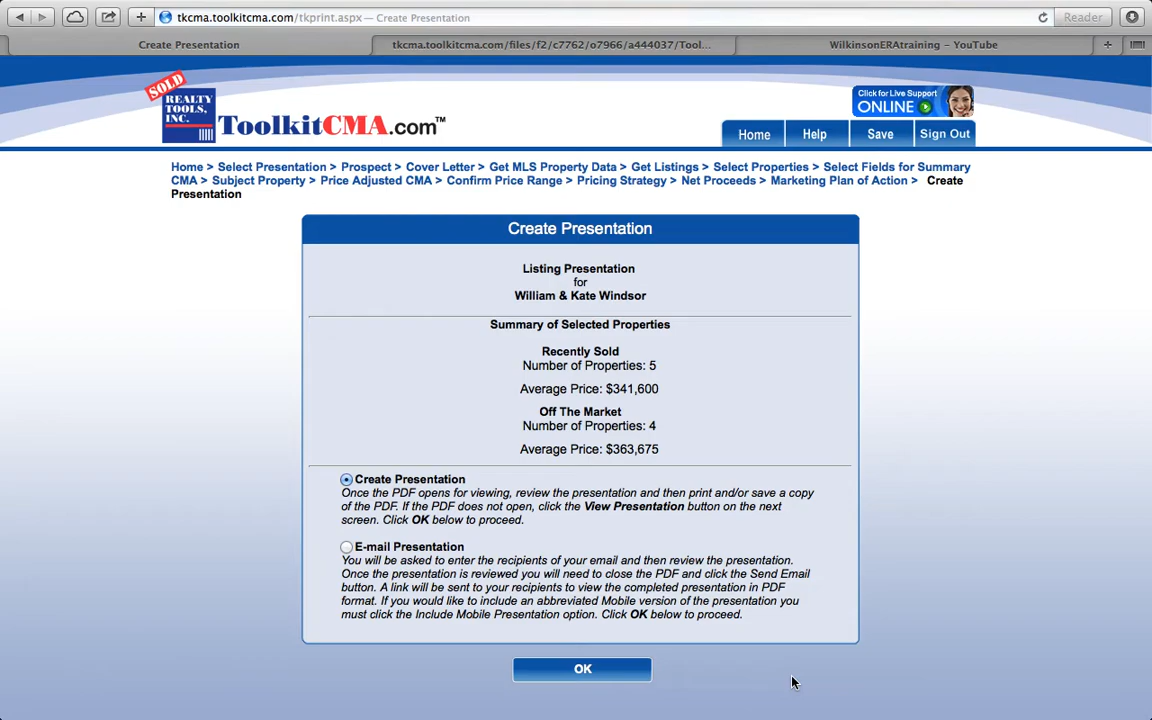 tkcma.toolkitcma.com/tkprint.aspx — Create Presentation
Reader
Create Presentation
tkcma.toolkitcma.com/files/f2/c7762/o7966/a444037/Tool...
WilkinsonERAtraining – YouTube
SOLD
REALTY
TOOLS,
INC.
ToolkitCMA.com™
Click for Live Support
ONLINE
Home
Help
Save
Sign Out
Home > Select Presentation > Prospect > Cover Letter > Get MLS Property Data > Get Listings > Select Properties > Select Fields for Summary
CMA > Subject Property > Price Adjusted CMA > Confirm Price Range > Pricing Strategy > Net Proceeds > Marketing Plan of Action > Create
Presentation
Create Presentation
Listing Presentation
for
William & Kate Windsor
Summary of Selected Properties
Recently Sold
Number of Properties: 5
Average Price: $341,600
Off The Market
Number of Properties: 4
Average Price: $363,675
Create Presentation
Once the PDF opens for viewing, review the presentation and then print and/or save a copy
of the PDF. If the PDF does not open, click the View Presentation button on the next
screen. Click OK below to proceed.
E-mail Presentation
You will be asked to enter the recipients of your email and then review the presentation.
Once the presentation is reviewed you will need to close the PDF and click the Send Email
button. A link will be sent to your recipients to view the completed presentation in PDF
format. If you would like to include an abbreviated Mobile version of the presentation you
must click the Include Mobile Presentation option. Click OK below to proceed.
OK